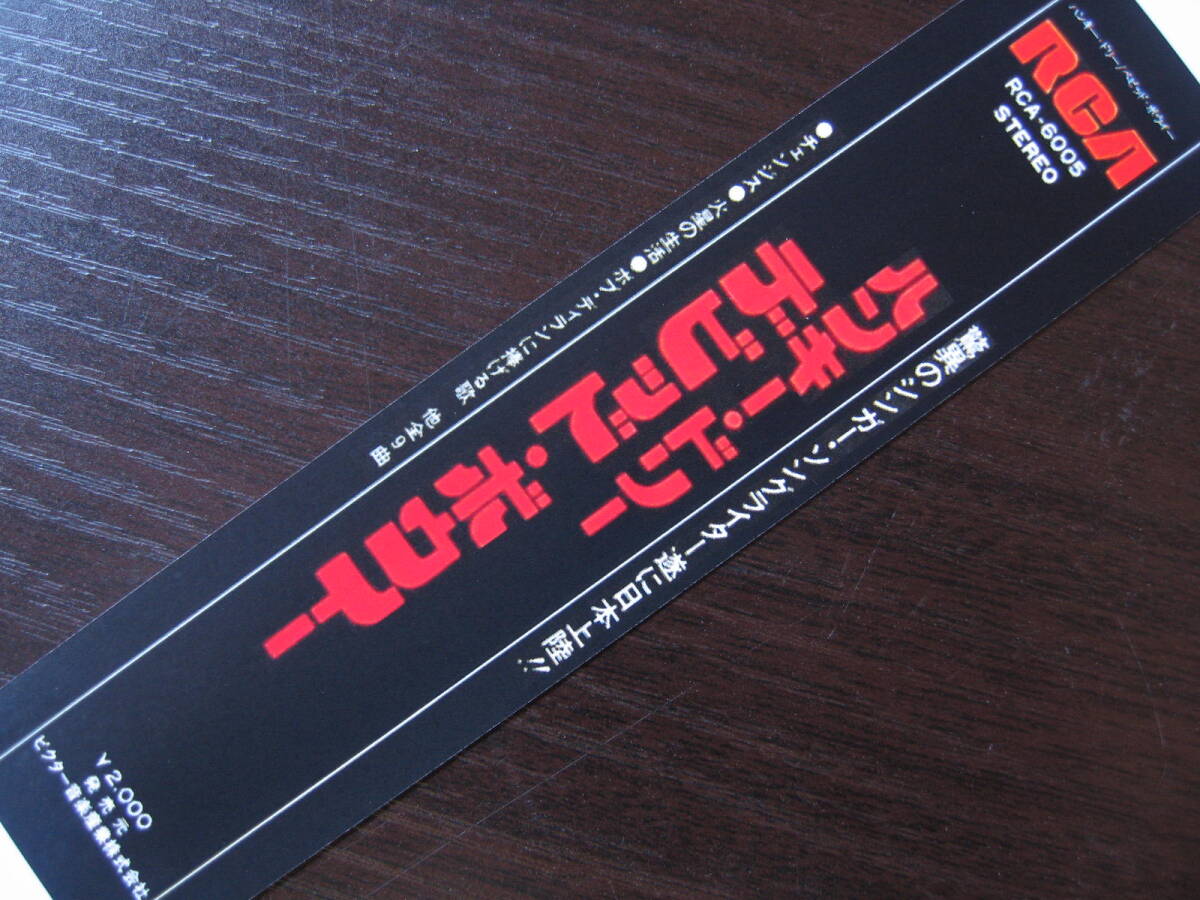 ハンキー・ドリー/デビッド・ボウイー
RCA
RCA-6005
STEREO
驚異のシンガー・ソングライター遂に日本上陸!!
ハンキー・ドリー
デビッド・ボウイー
●チェンジス●火星の生活●ボブ・ディランに捧げる歌 他全9曲
¥2,000
発売元
ビクター音楽産業株式会社